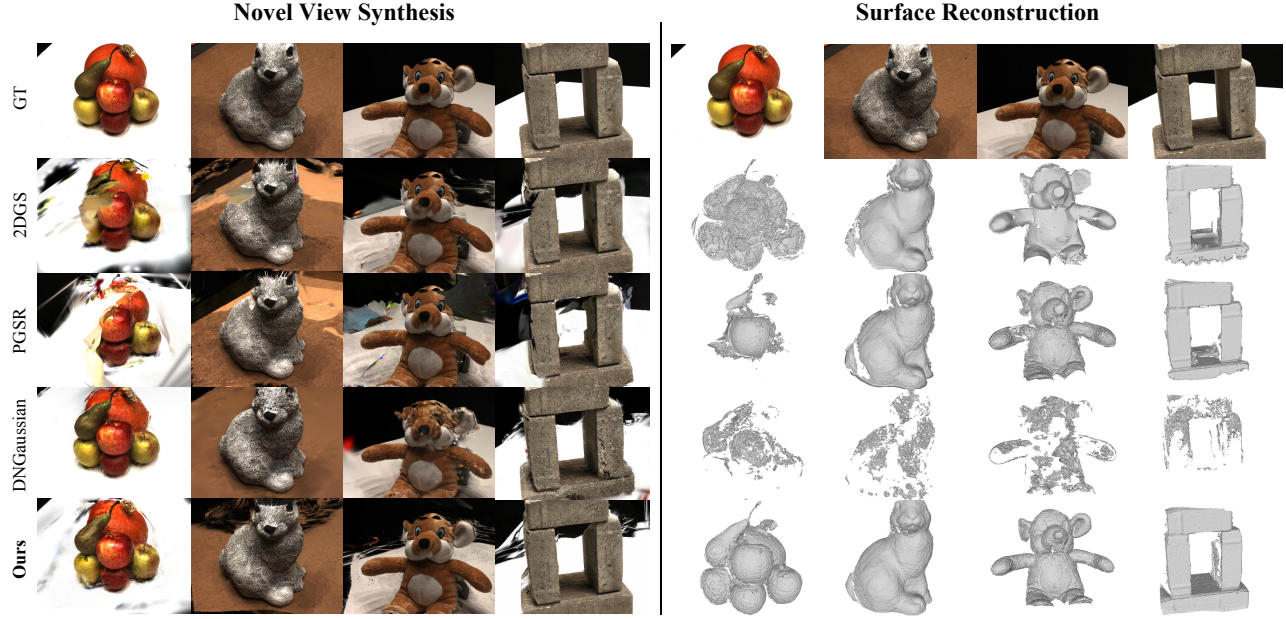 Novel View Synthesis
Surface Reconstruction
GT
2DGS
PGSR
DNGaussian
Ours